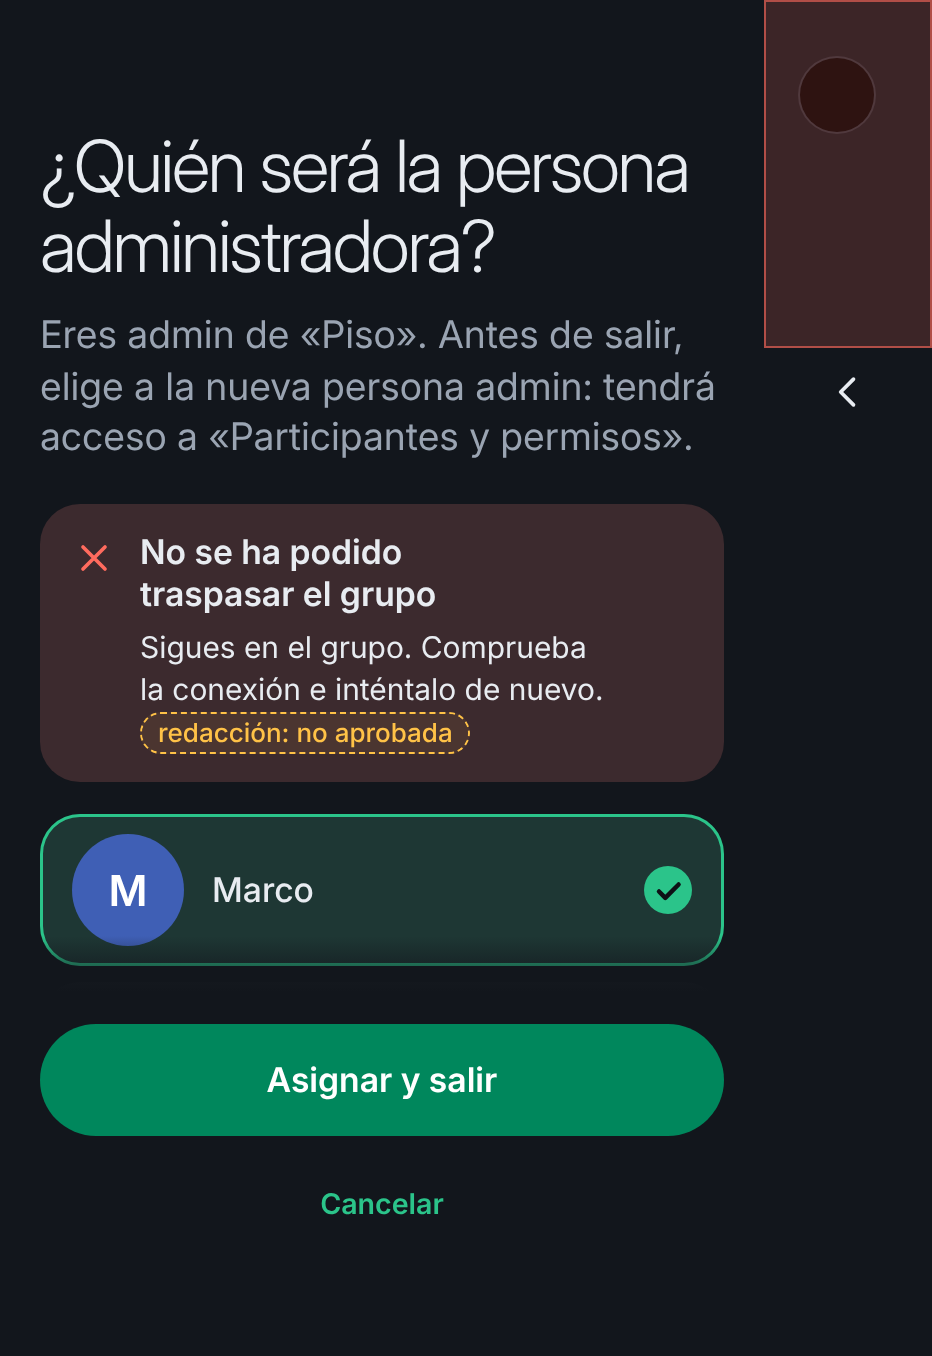 ¿Quién será la persona
administradora?
Eres admin de «Piso». Antes de salir,
elige a la nueva persona admin: tendrá
acceso a «Participantes y permisos».
No se ha podido
traspasar el grupo
Sigues en el grupo. Comprueba
la conexión e inténtalo de nuevo.
redacción: no aprobada
M
Marco
Asignar y salir
Cancelar